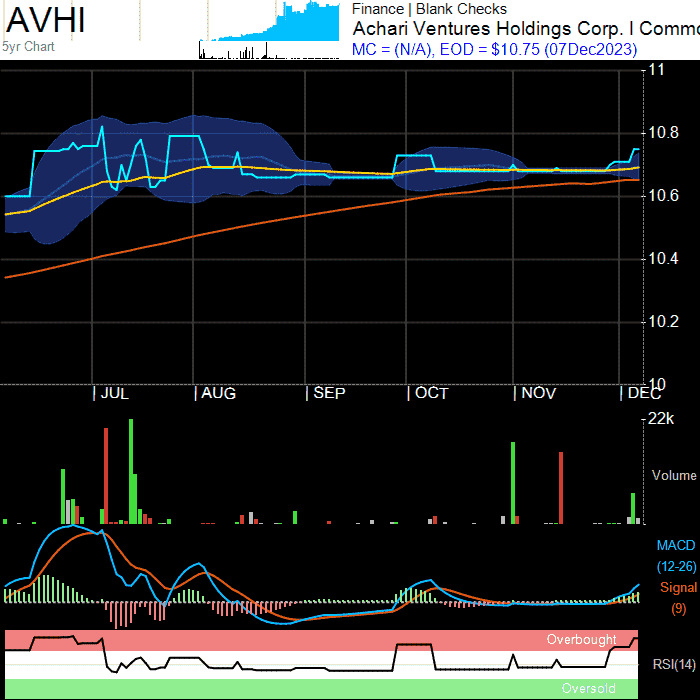 AVHI
5yr Chart
Finance | Blank Checks
Achari Ventures Holdings Corp. I Commo
MC = (N/A), EOD = $10.75 (07Dec2023)
11
10.8
10.6
10.4
10.2
10
JUL AUG SEP OCT NOV DEC
22k
Volume
MACD
(12-26)
Signal
(9)
Overbought
RSI(14)
Oversold